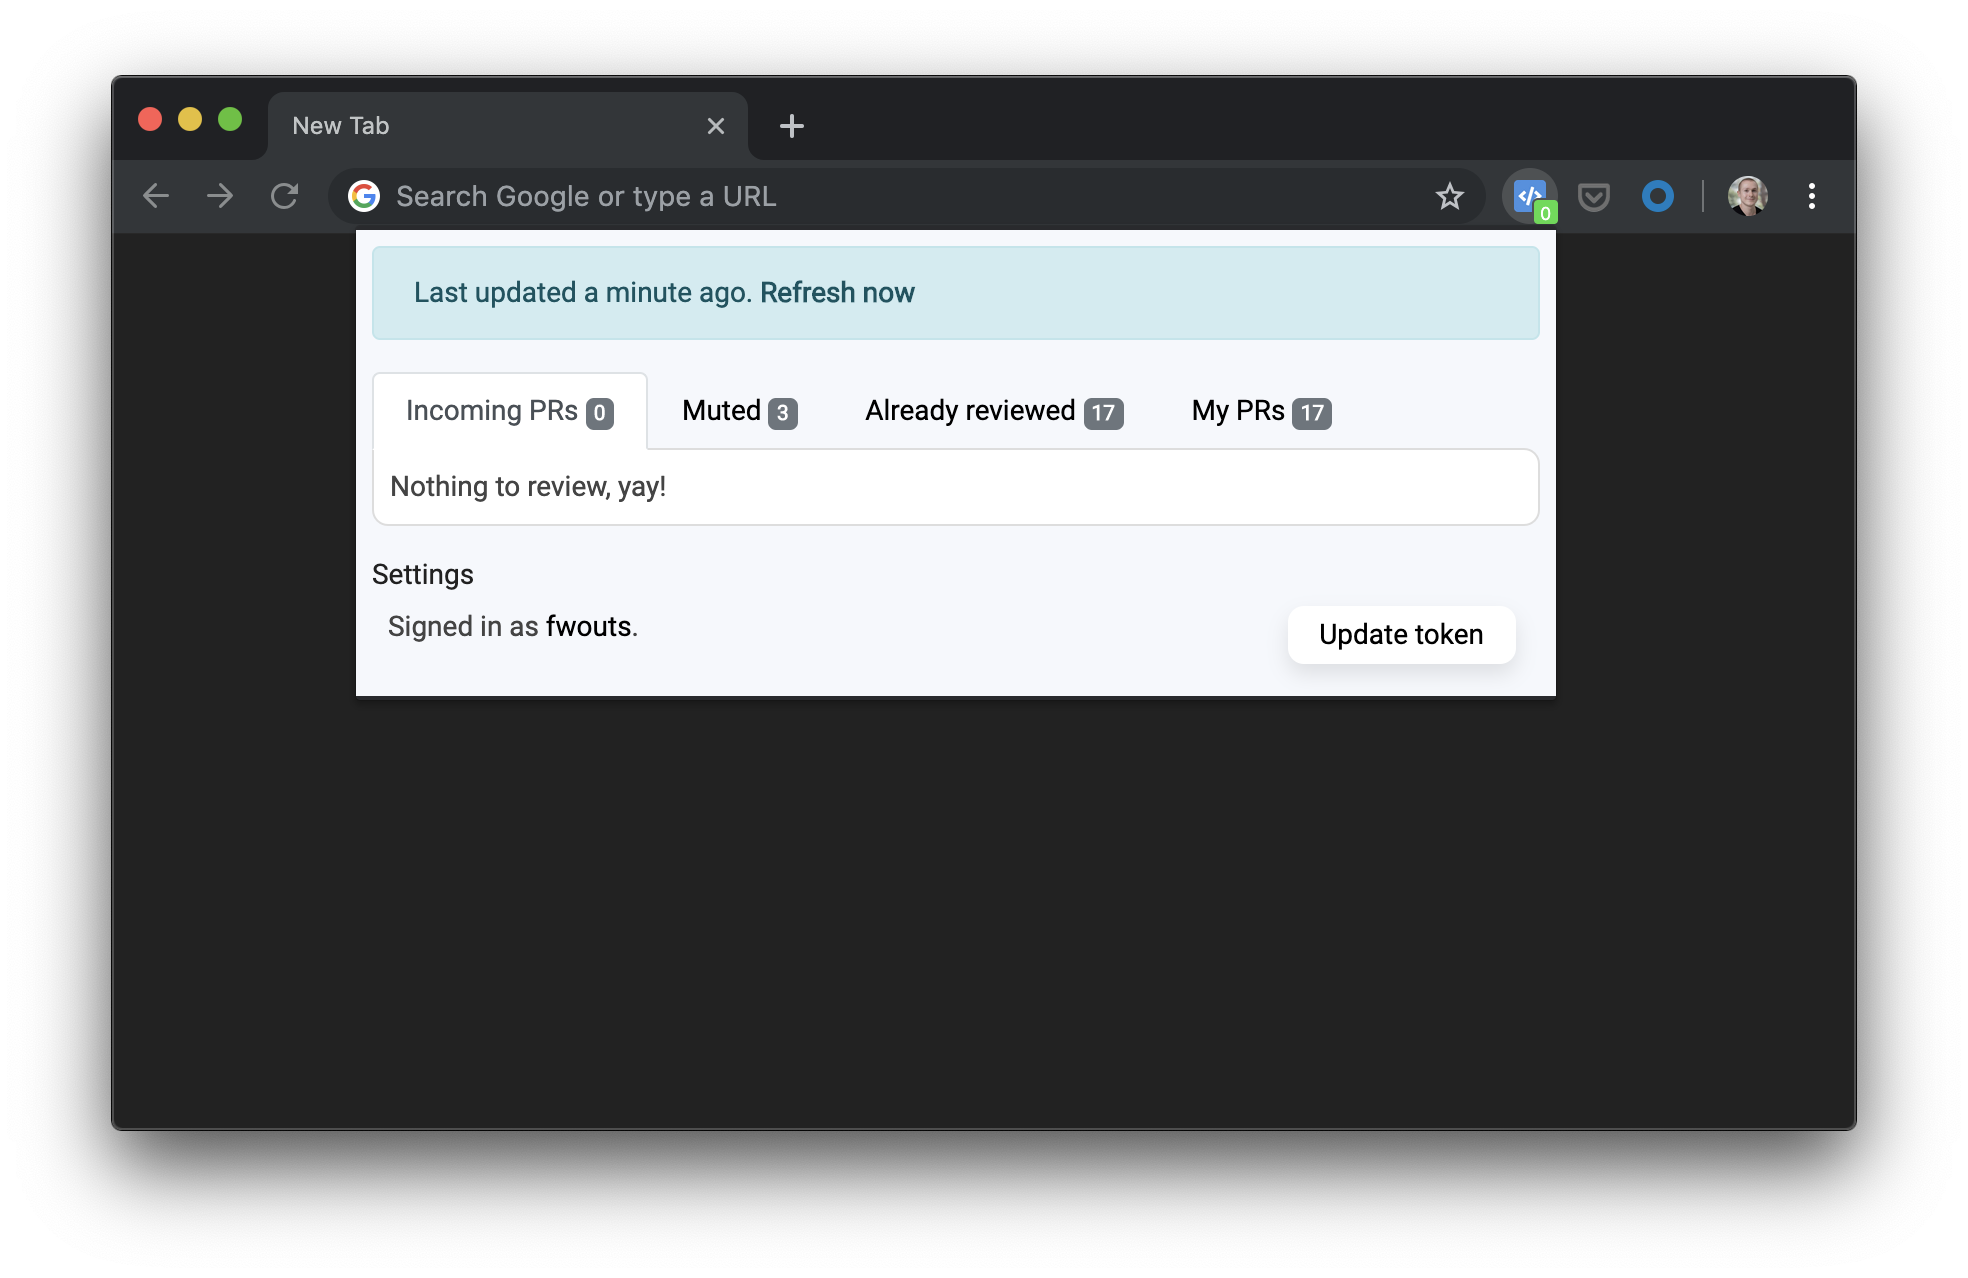 New Tab
Search Google or type a URL
0
Last updated a minute ago. Refresh now
Incoming PRs 0 Muted 3 Already reviewed 17 My PRs 17
Nothing to review, yay!
Settings
Signed in as fwouts.
Update token